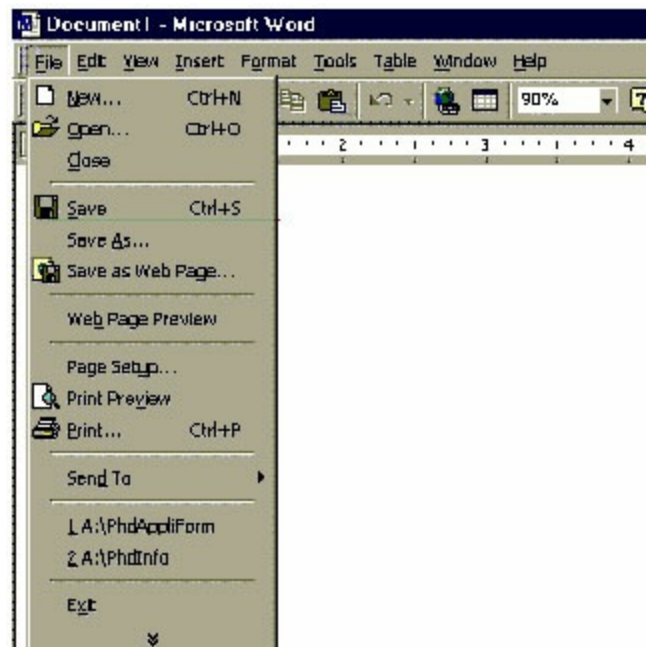 Document1 - Microsoft Word
File Edit View Insert Format Tools Table Window Help
90%
New... Ctrl+N
Open... Ctrl+O
2 3 4
Close
Save Ctrl+S
Save As...
Save as Web Page...
Web Page Preview
Page Setup...
Print Preview
Print... Ctrl+P
Send To
1 A:\PhdAppliForm
2 A:\PhdInfo
Exit